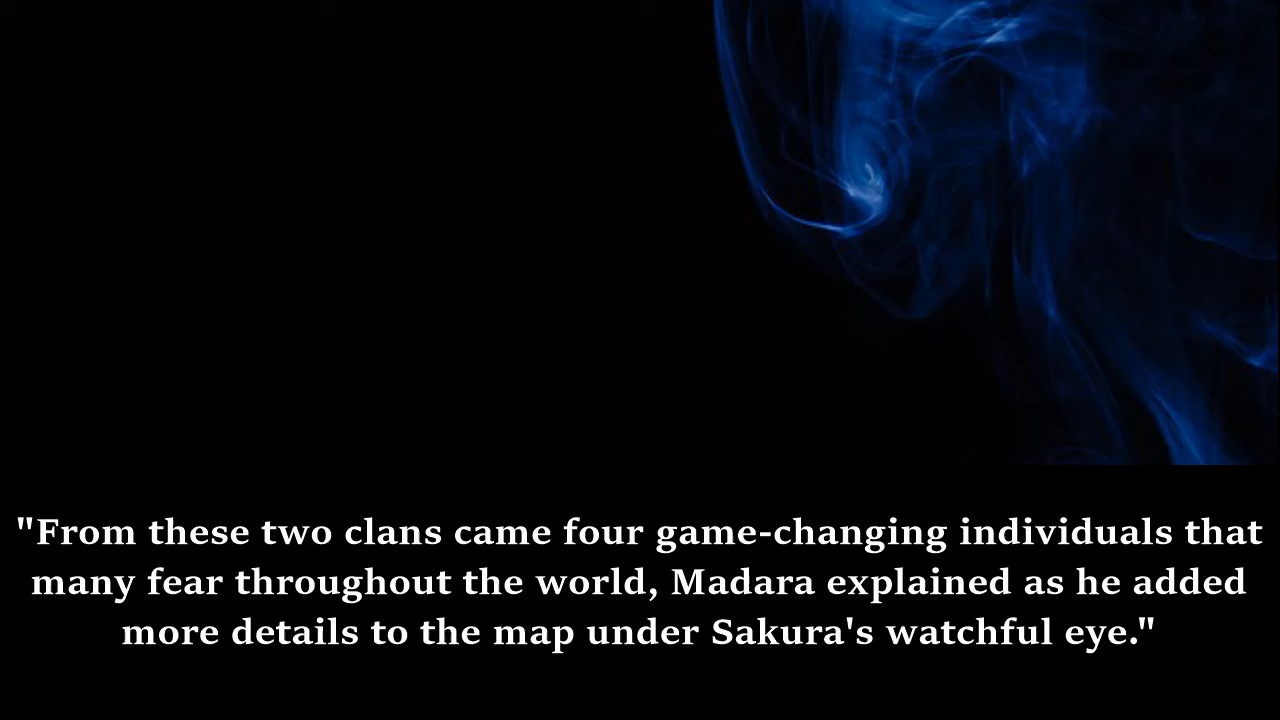 "From these two clans came four game-changing individuals that
many fear throughout the world, Madara explained as he added
more details to the map under Sakura's watchful eye."